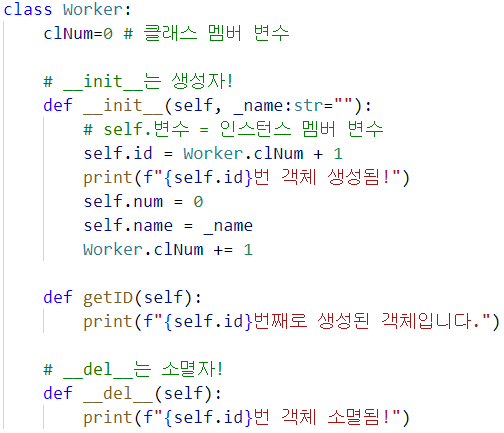 class Worker:
    clNum=0 # 클래스 멤버 변수

    # __init__는 생성자!
    def __init__(self, _name:str=""):
        # self.변수 = 인스턴스 멤버 변수
        self.id = Worker.clNum + 1
        print(f"{self.id}번 객체 생성됨!")
        self.num = 0
        self.name = _name
        Worker.clNum += 1

    def getID(self):
        print(f"{self.id}번째로 생성된 객체입니다.")

    # __del__는 소멸자!
    def __del__(self):
        print(f"{self.id}번 객체 소멸됨!")